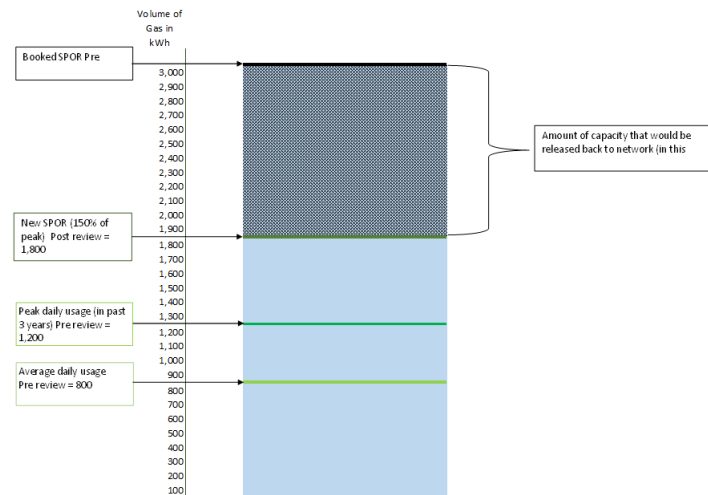 Volume of
Gas in
kWh
Booked SPOR Pre
3,000
2,900
2,800
2,700
2,600
2,500
2,400
2,300
2,200
2,100
2,000
1,900
1,800
1,700
1,600
1,500
1,400
1,300
1,200
1,100
1,000
900
800
700
600
500
400
300
200
100
Amount of capacity that would be
released back to network (in this
New SPOR (150% of
peak) Post review =
1,800
Peak daily usage (in past
3 years) Pre review =
1,200
Average daily usage
Pre review = 800